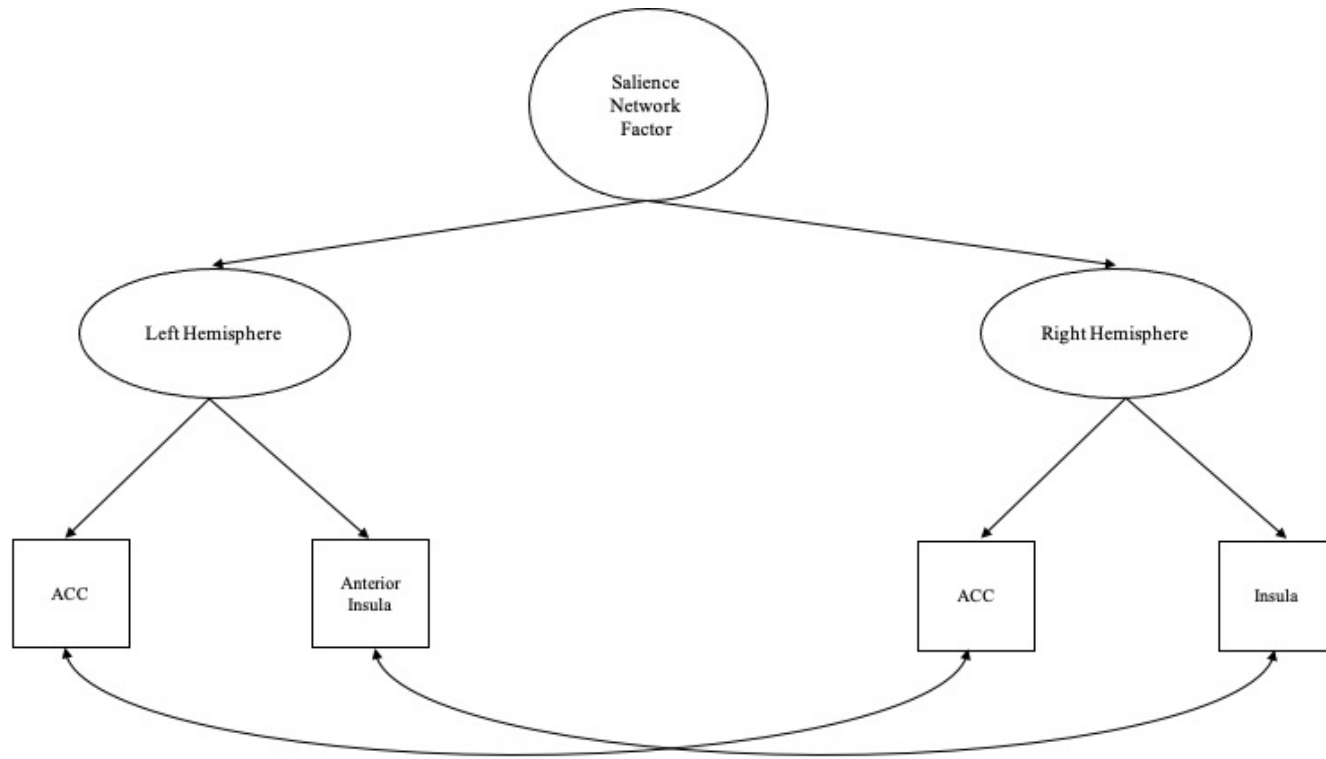 Salience
Network
Factor
Left Hemisphere
Right Hemisphere
ACC
Anterior
Insula
ACC
Insula